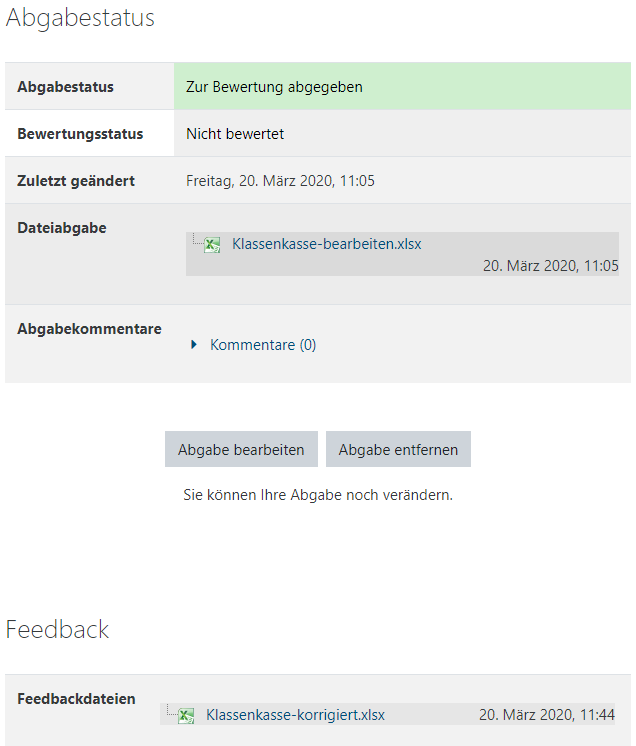 Abgabestatus
Abgabestatus Zur Bewertung abgegeben
Bewertungsstatus Nicht bewertet
Zuletzt geändert Freitag, 20. März 2020, 11:05
Dateiabgabe
Klassenkasse-bearbeiten.xlsx
20. März 2020, 11:05
Abgabekommentare
Kommentare (0)
Abgabe bearbeiten Abgabe entfernen
Sie können Ihre Abgabe noch verändern.
Feedback
Feedbackdateien
Klassenkasse-korrigiert.xlsx 20. März 2020, 11:44